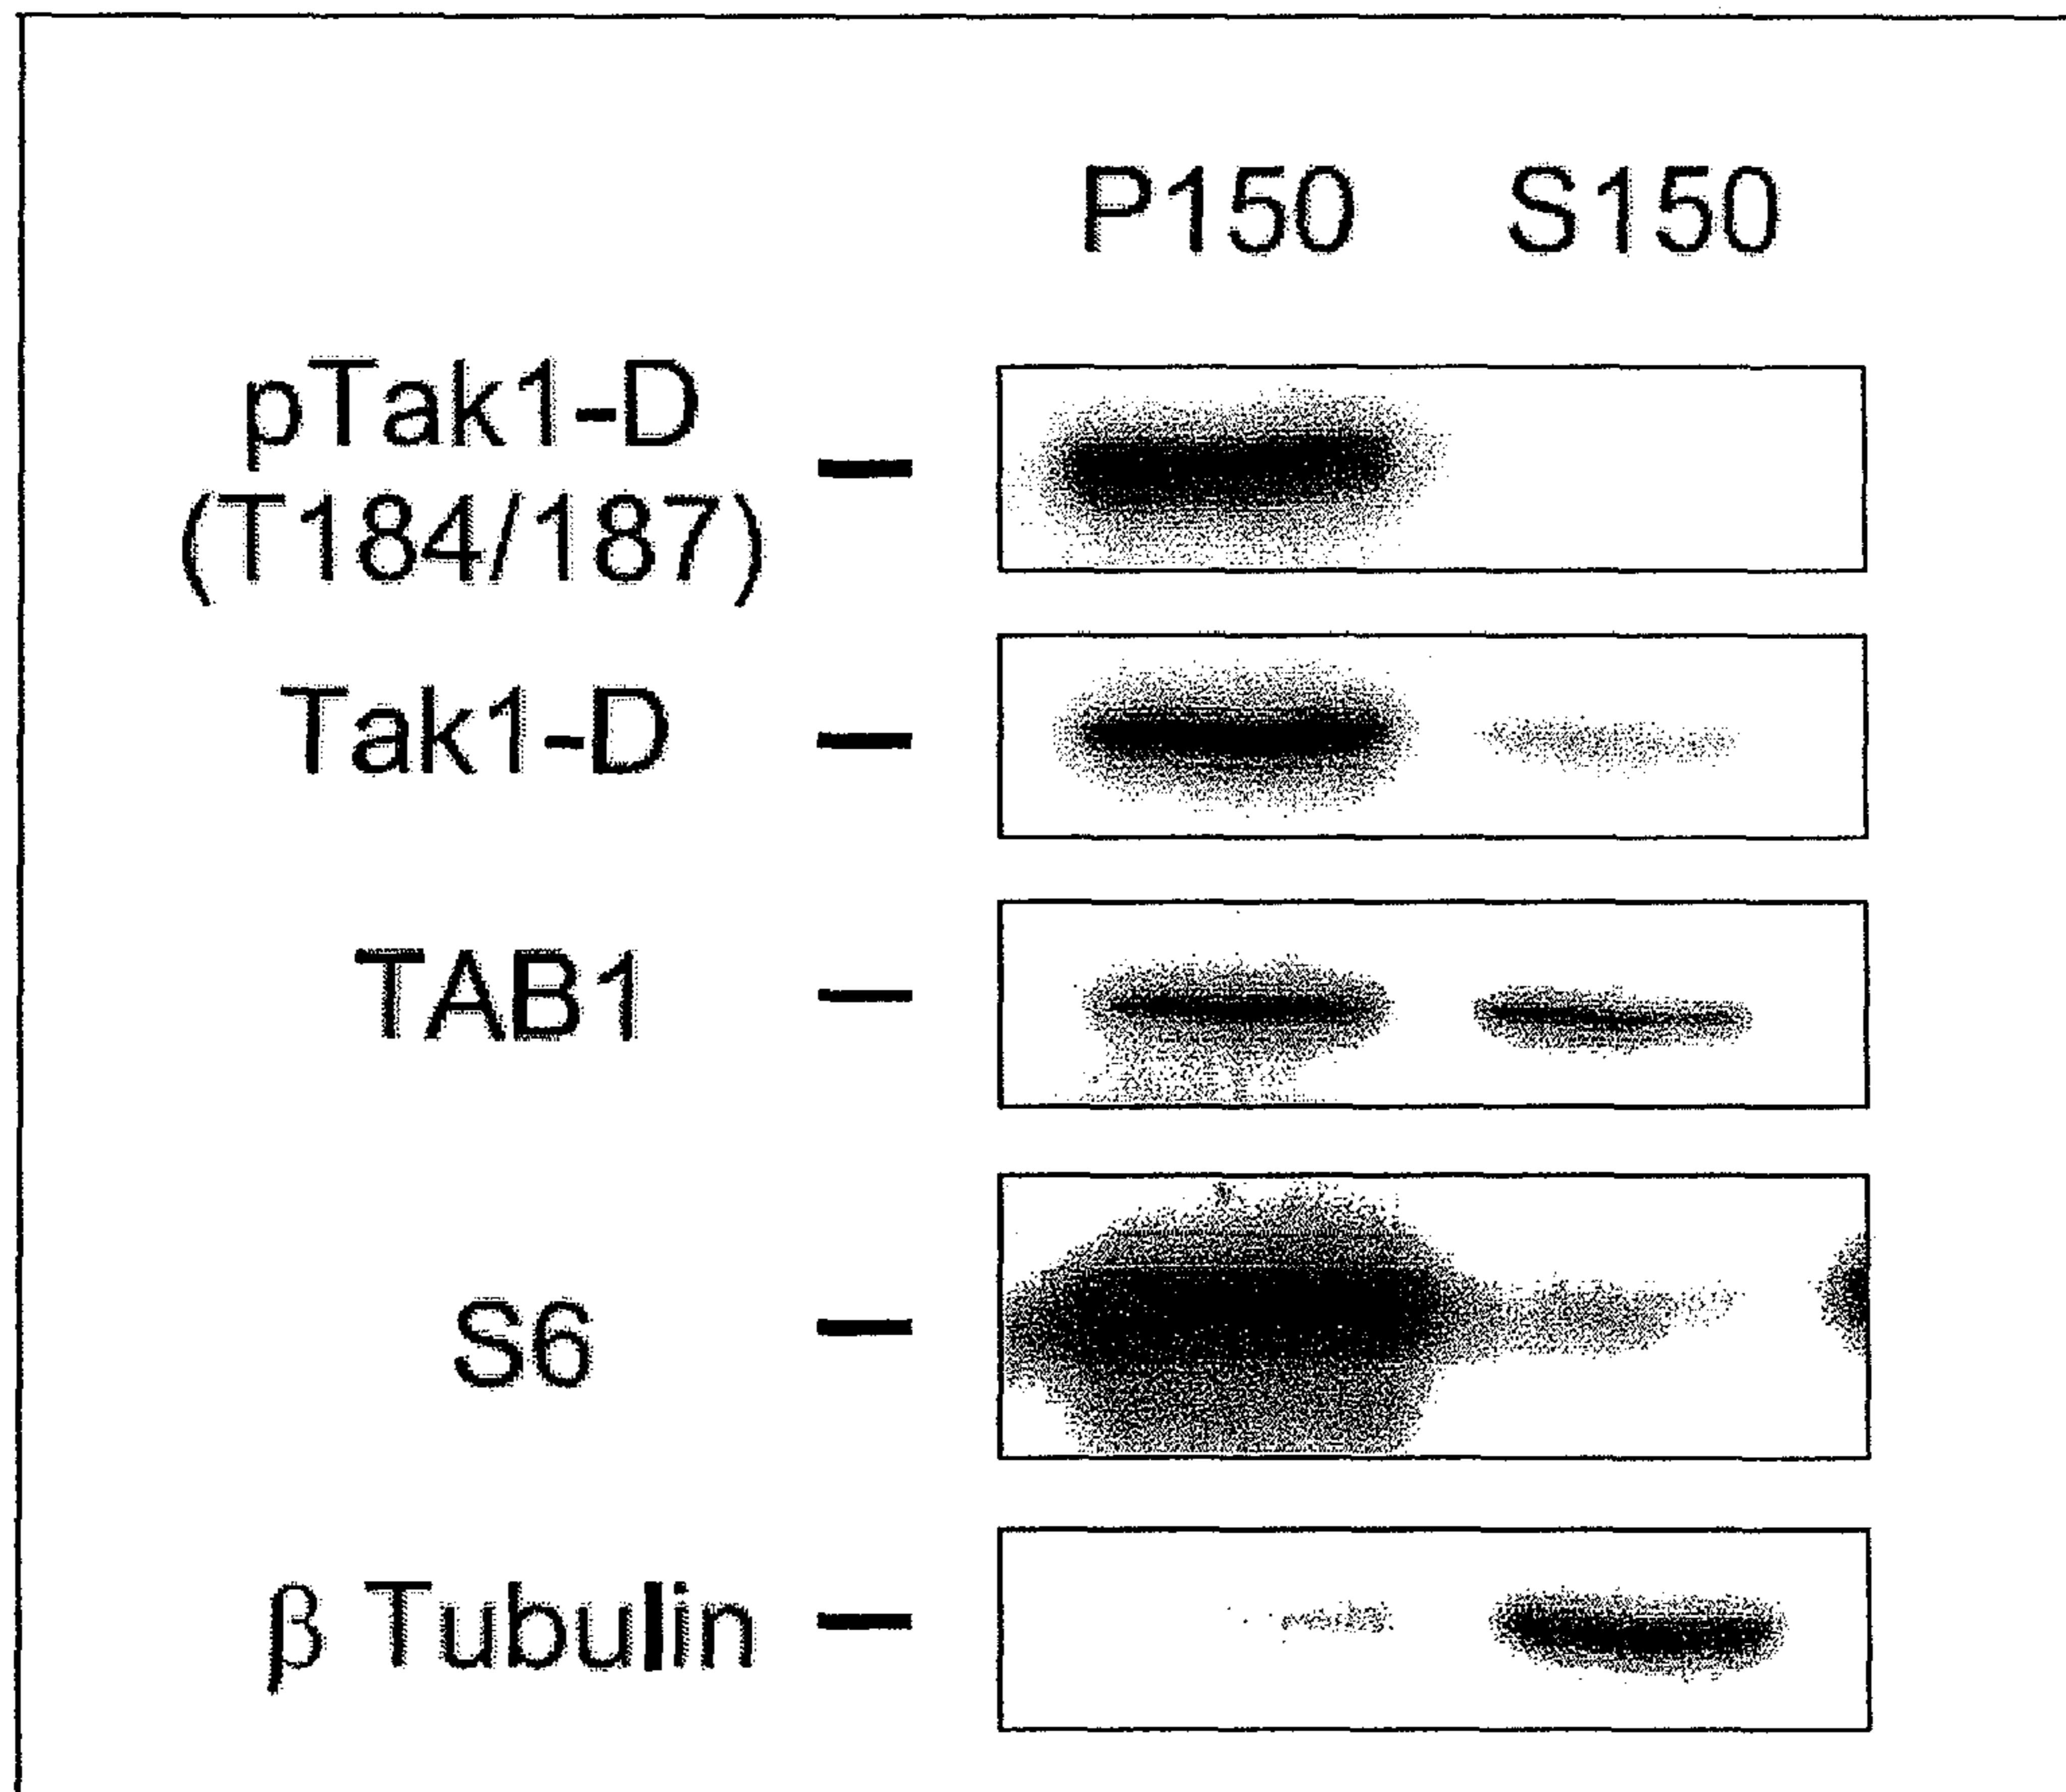 P150 S150
pTak1-D
(T184/187)
Tak1-D
TAB1
S6
β Tubulin